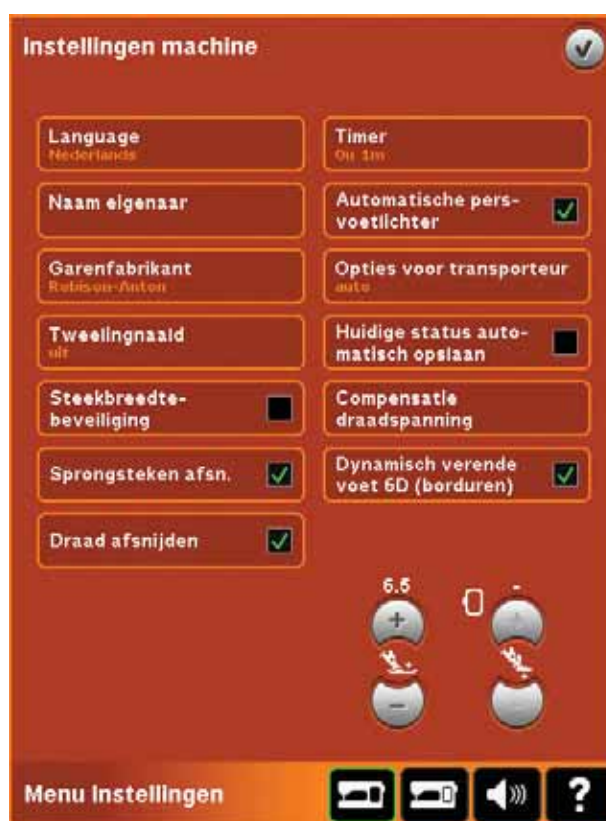 Instellingen machine
Language
Nederlands
Naam eigenaar
Garenfabrikant
Robison-Anton
Tweelingnaald
uit
Steekbreedte-
beveiliging
Sprongsteken afsn.
Draad afsnijden
Timer
0u 1m
Automatische pers-
voetlichter
Opties voor transporteur
auto
Huidige status auto-
matisch opslaan
Compensatie
draadspanning
Dynamisch verende
voet 6D (borduren)
6.5
-
+
+
-
-
Menu Instellingen
?